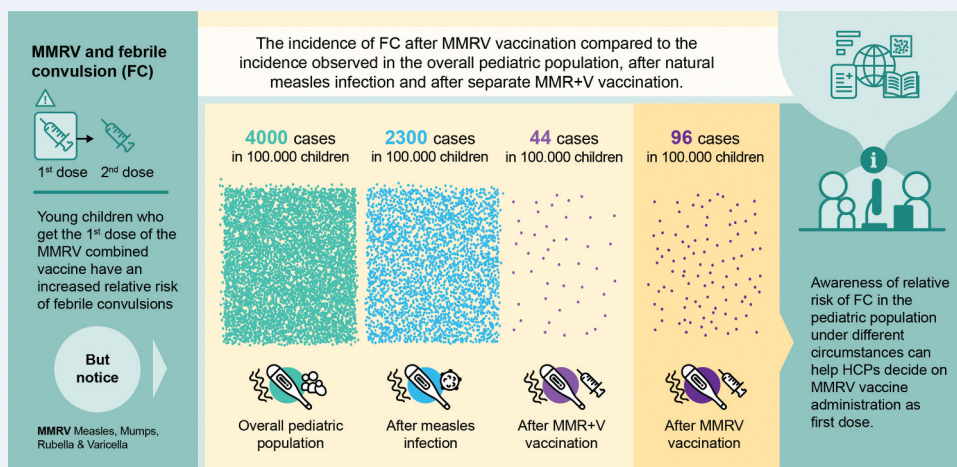 MMRV and febrile
convulsion (FC)
1st dose
2nd dose
Young children who
get the 1st dose of the
MMRV combined
vaccine have an
increased relative risk
of febrile convulsions
But
notice
MMRV Measles, Mumps,
Rubella & Varicella
The incidence of FC after MMRV vaccination compared to the
incidence observed in the overall pediatric population, after natural
measles infection and after separate MMR+V vaccination.
4000 cases
in 100.000 children
2300 cases
in 100.000 children
44 cases
in 100.000 children
96 cases
in 100.000 children
Overall pediatric
population
After measles
infection
After MMR+V
vaccination
After MMRV
vaccination
i
Awareness of relative
risk of FC in the
pediatric population
under different
circumstances can
help HCPs decide on
MMRV vaccine
administration as
first dose.